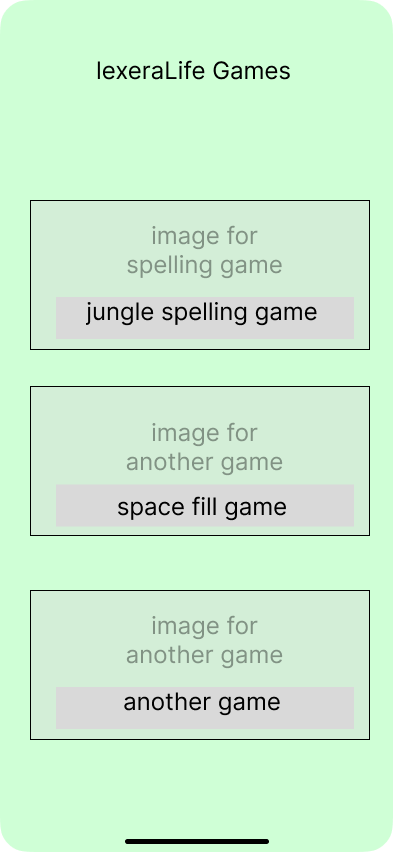 lexeraLife Games
image for
spelling game
jungle spelling game
image for
another game
space fill game
image for
another game
another game